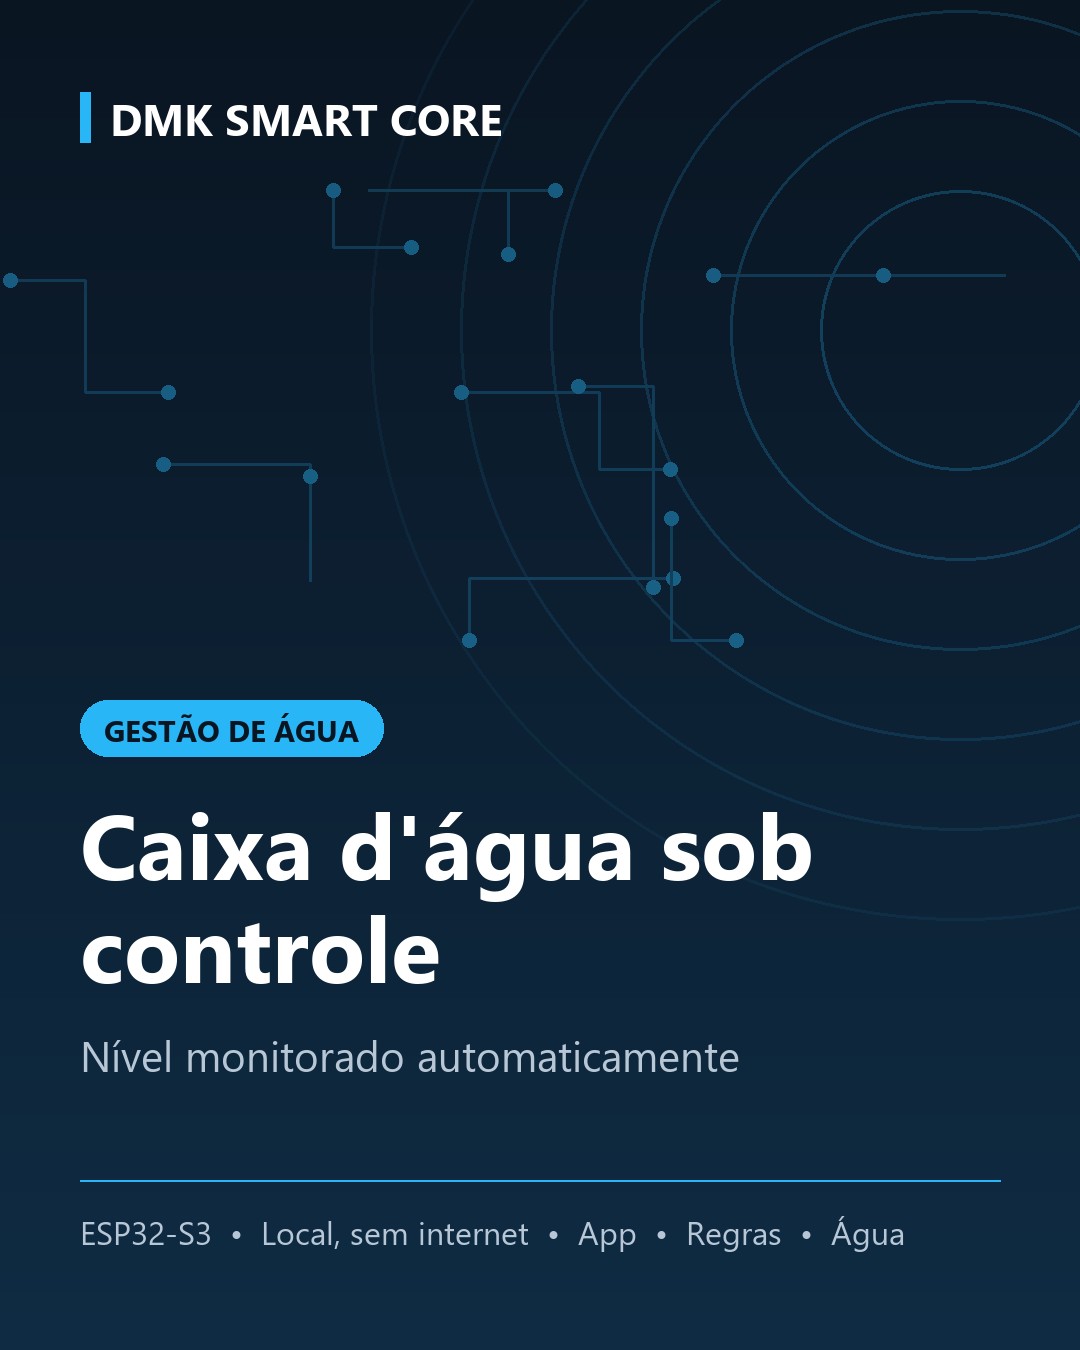 DMK SMART CORE
GESTÃO DE ÁGUA
Caixa d'água sob
controle
Nível monitorado automaticamente
ESP32-S3 • Local, sem internet • App • Regras • Água